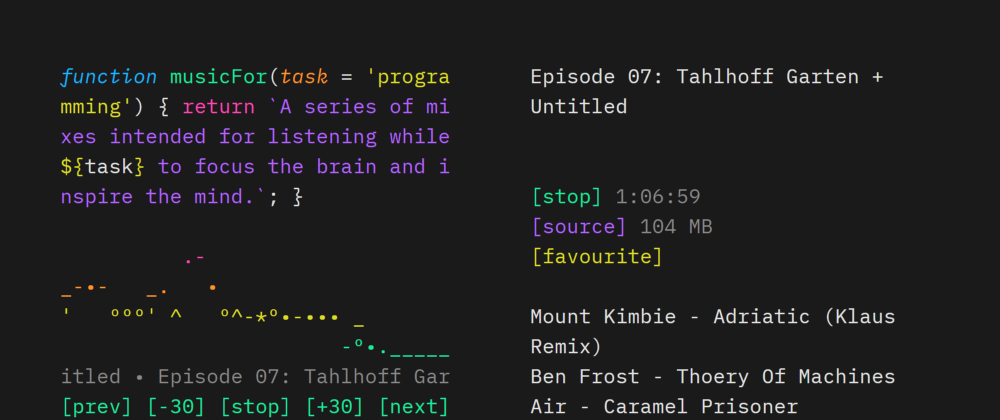 function musicFor(task = 'progra
mming') { return `A series of mi
xes intended for listening while
${task} to focus the brain and i
nspire the mind.`; }
.-
_-•-   _.   •
'   ººº' ^   º^-*º•-••• _
-º•._____
itled • Episode 07: Tahlhoff Gar
[prev] [-30] [stop] [+30] [next]
Episode 07: Tahlhoff Garten +
Untitled
[stop] 1:06:59
[source] 104 MB
[favourite]
Mount Kimbie - Adriatic (Klaus
Remix)
Ben Frost - Thoery Of Machines
Air - Caramel Prisoner